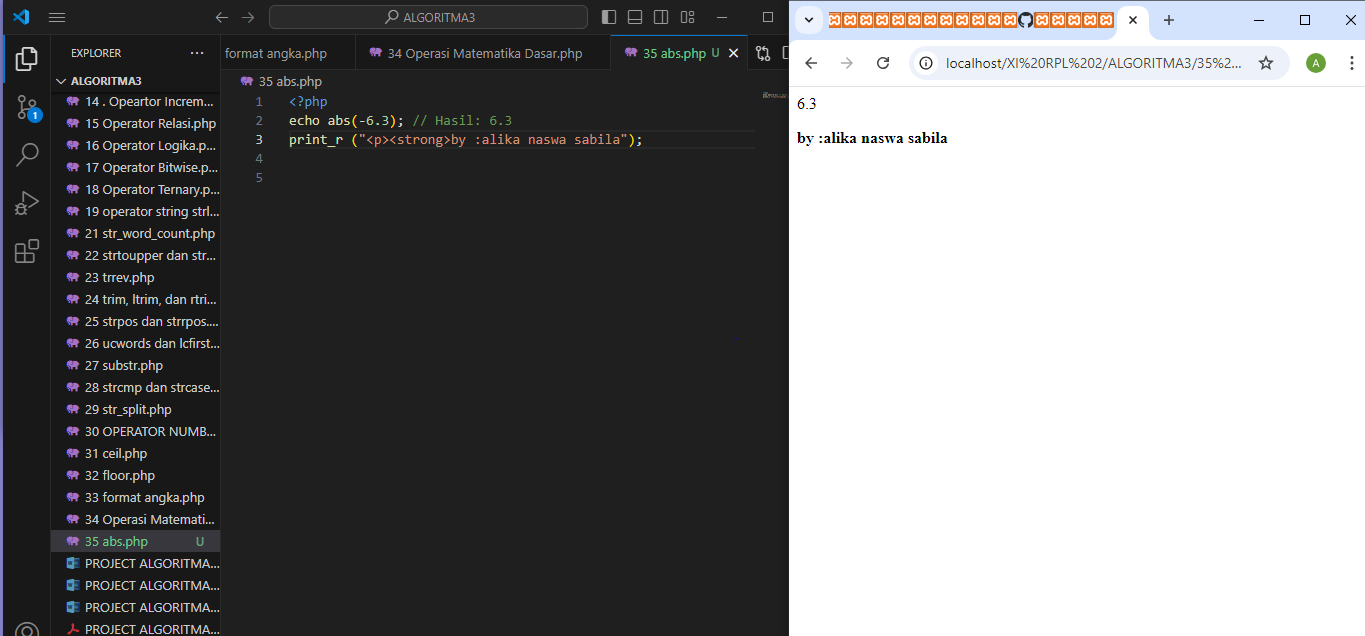 ALGORITMA3
EXPLORER
ALGORITMA3
14 . Opeartor Increm...
15 Operator Relasi.php
16 Operator Logika.p...
17 Operator Bitwise.p...
18 Operator Ternary.p...
19 operator string strl...
21 str_word_count.php
22 strtoupper dan str...
23 trrev.php
24 trim, ltrim, dan rtri...
25 strpos dan strrpos....
26 ucwords dan lcfirst...
27 substr.php
28 strcmp dan strcase...
29 str_split.php
30 OPERATOR NUMB...
31 ceil.php
32 floor.php
33 format angka.php
34 Operasi Matemati...
35 abs.php U
PROJECT ALGORITMA...
PROJECT ALGORITMA...
PROJECT ALGORITMA...
PROJECT ALGORITMA...
1
format angka.php
34 Operasi Matematika Dasar.php
35 abs.php U
35 abs.php
1 <?php
2 echo abs(-6.3); // Hasil: 6.3
3 print_r ("<p><strong>by :alika naswa sabila");
4
5
localhost/XI%20RPL%202/ALGORITMA3/35%2...
A
6.3
by :alika naswa sabila